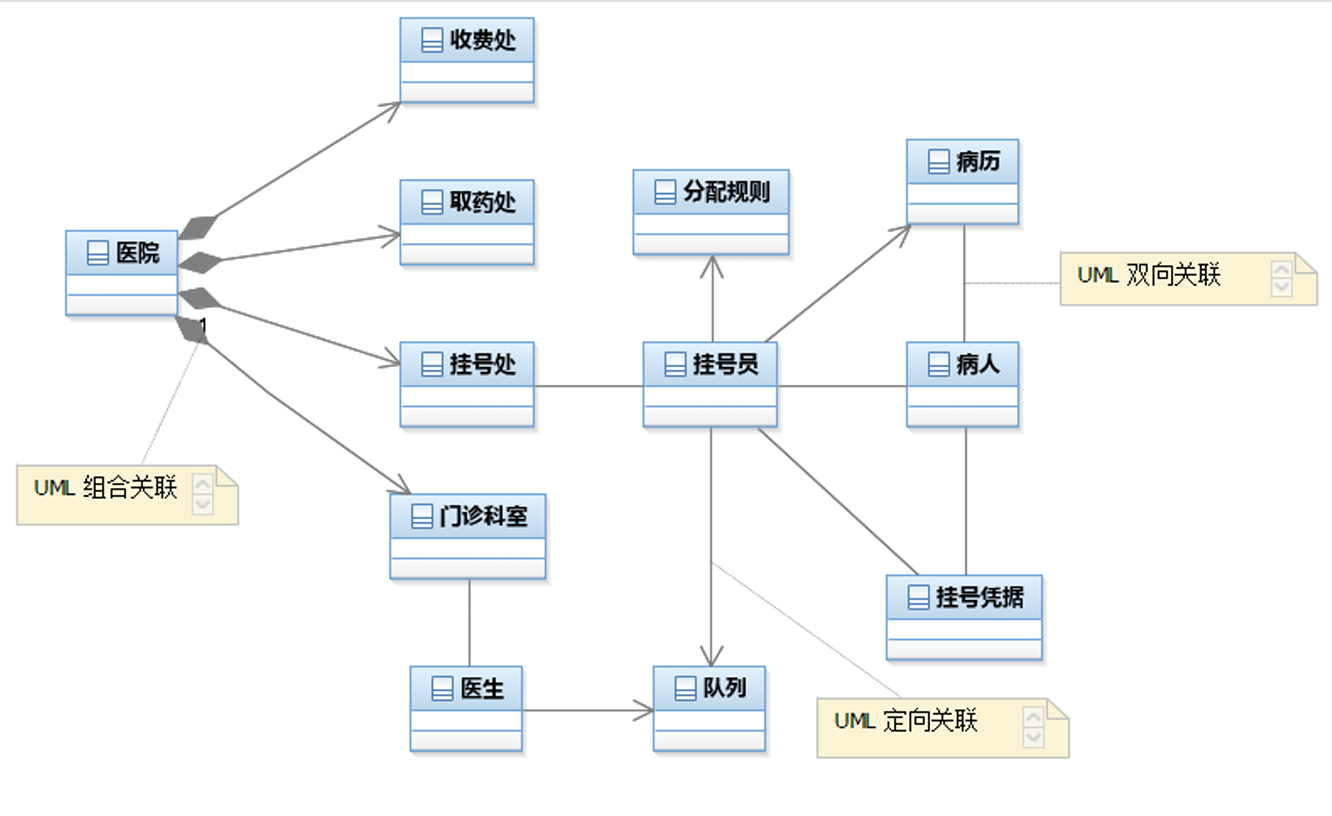 收费处
取药处
医院
分配规则
病历
UML 双向关联
1
挂号处
挂号员
病人
UML 组合关联
门诊科室
挂号凭据
医生
队列
UML 定向关联